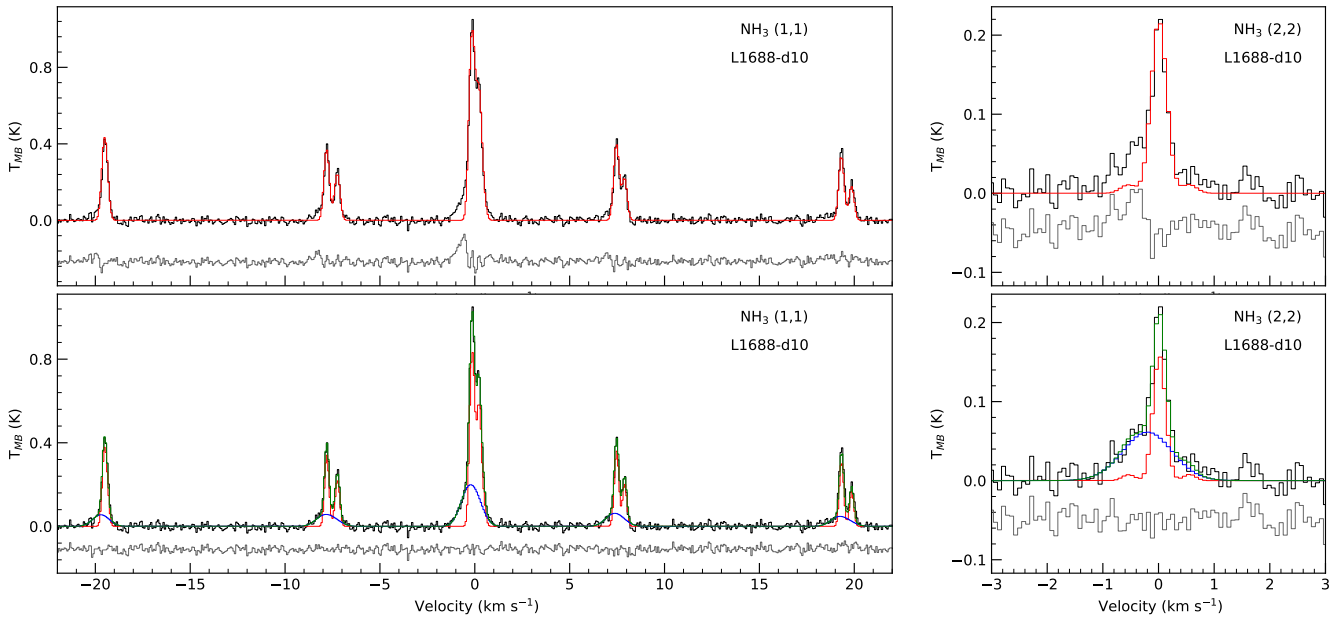 NH₃ (1,1)
L1688-d10
0.8
0.4
0.0
T_MB (K)
NH₃ (2,2)
L1688-d10
0.2
0.1
0.0
−0.1
T_MB (K)
NH₃ (1,1)
L1688-d10
0.8
0.4
0.0
T_MB (K)
−20 −15 −10 −5 0 5 10 15 20
Velocity (km s⁻¹)
NH₃ (2,2)
L1688-d10
0.2
0.1
0.0
−0.1
T_MB (K)
−3 −2 −1 0 1 2 3
Velocity (km s⁻¹)